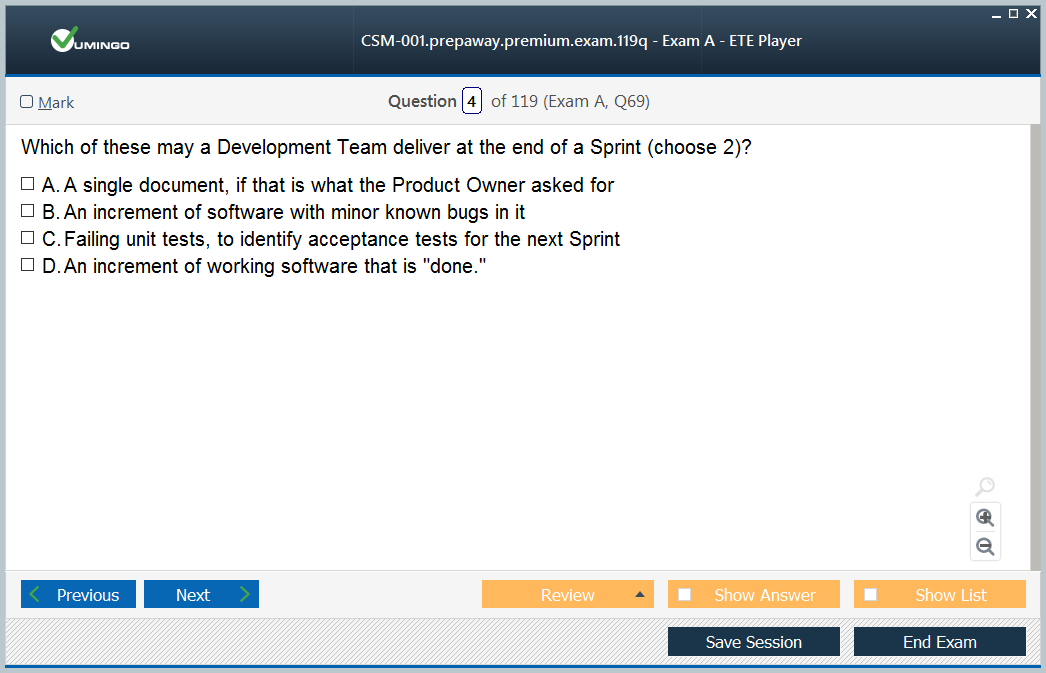 VUMINGO
CSM-001.prepaway.premium.exam.119q - Exam A - ETE Player
Mark
Question 4 of 119 (Exam A, Q69)
Which of these may a Development Team deliver at the end of a Sprint (choose 2)?
A. A single document, if that is what the Product Owner asked for
B. An increment of software with minor known bugs in it
C. Failing unit tests, to identify acceptance tests for the next Sprint
D. An increment of working software that is "done."
Previous
Next
Review
Show Answer
Show List
Save Session
End Exam